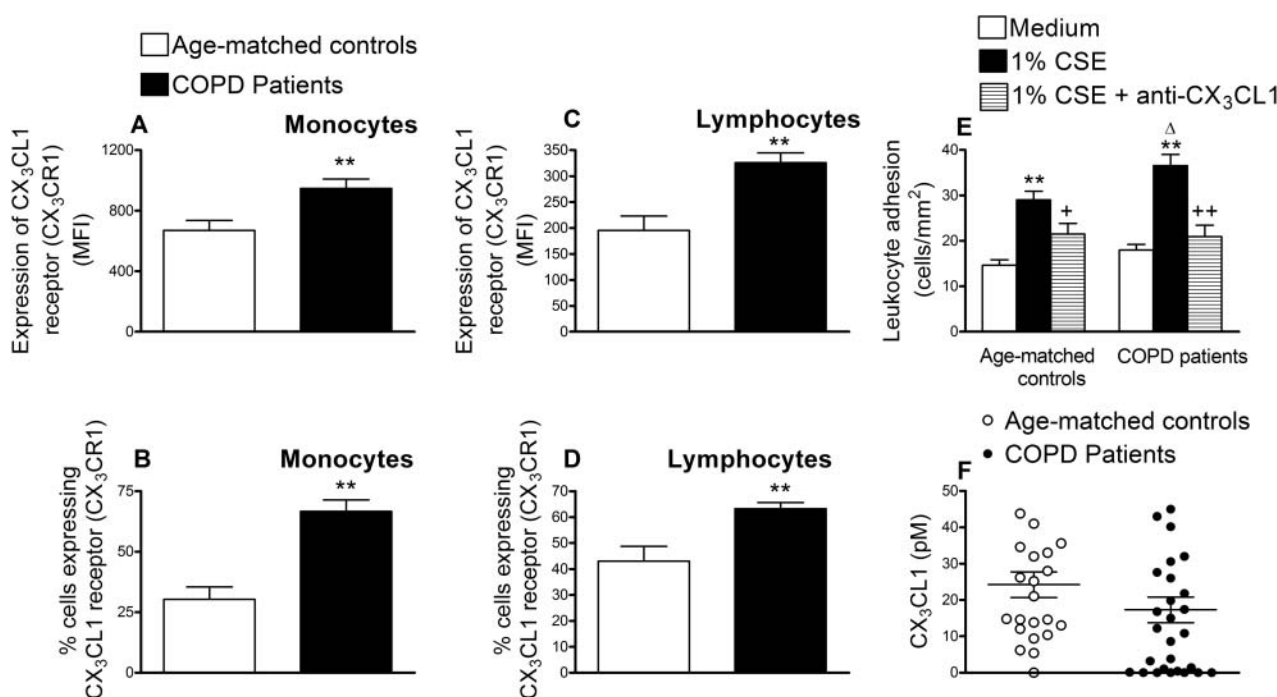 Age-matched controls
COPD Patients
A
Monocytes
Expression of CX3CL1
receptor (CX3CR1)
(MFI)
1200
900
600
300
0
**
C
Lymphocytes
Expression of CX3CL1
receptor (CX3CR1)
(MFI)
350
300
250
200
150
100
50
0
**
Medium
1% CSE
1% CSE + anti-CX3CL1
E
Leukocyte adhesion
(cells/mm2)
40
30
20
10
0
**
+
Δ
**
++
Age-matched
controls
COPD patients
B
Monocytes
% cells expressing
CX3CL1 receptor (CX3CR1)
75
50
25
0
**
D
Lymphocytes
% cells expressing
CX3CL1 receptor (CX3CR1)
70
60
50
40
30
20
10
0
**
Age-matched controls
COPD Patients
F
CX3CL1 (pM)
50
40
30
20
10
0